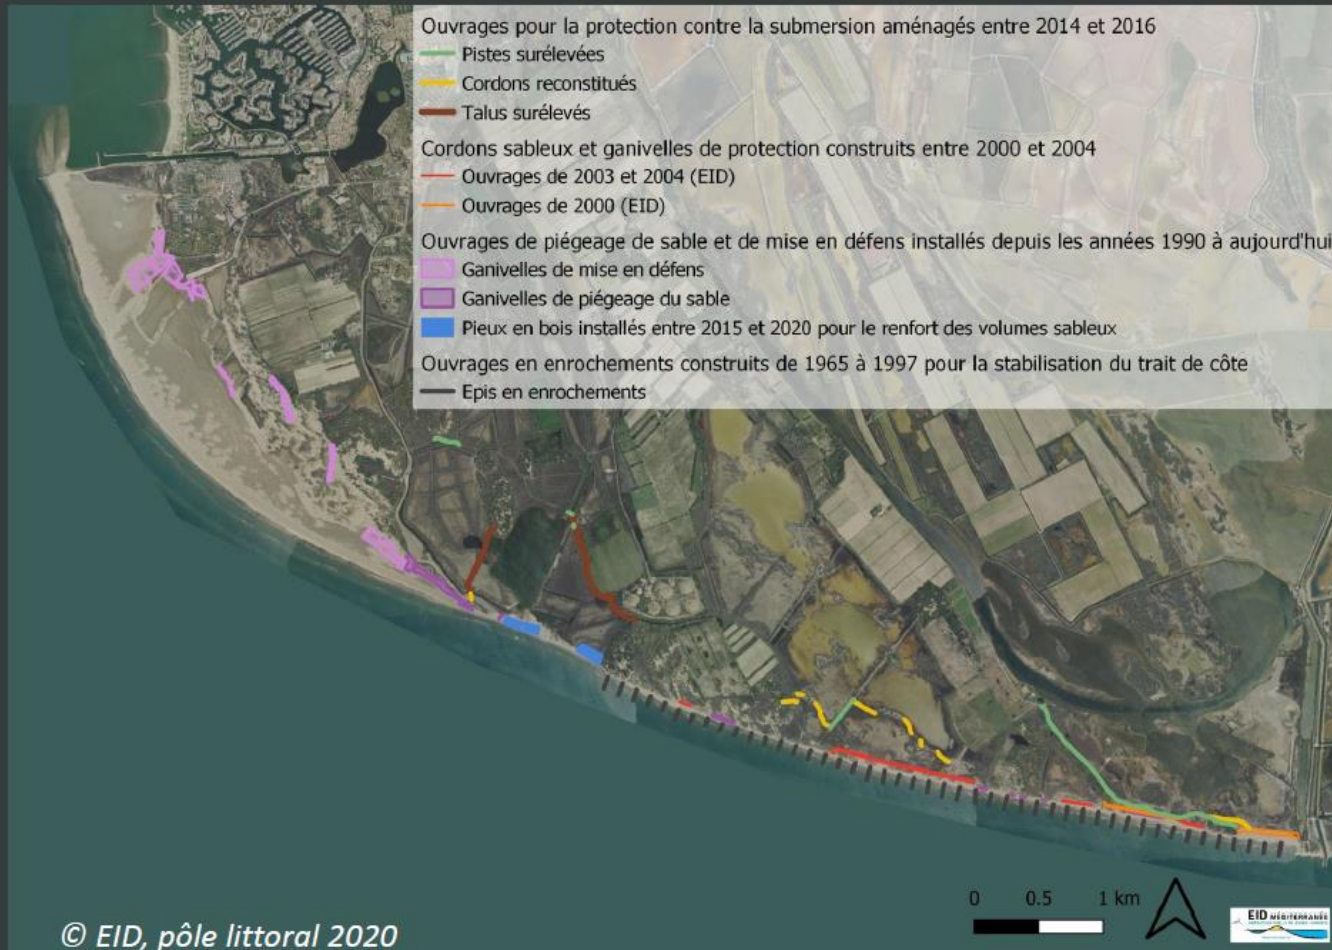 Ouvrages pour la protection contre la submersion aménagés entre 2014 et 2016
Pistes surélevées
Cordons reconstitués
Talus surélevés
Cordons sableux et ganivelles de protection construits entre 2000 et 2004
Ouvrages de 2003 et 2004 (EID)
Ouvrages de 2000 (EID)
Ouvrages de piégeage de sable et de mise en défens installés depuis les années 1990 à aujourd'hui
Ganivelles de mise en défens
Ganivelles de piégeage du sable
Pieux en bois installés entre 2015 et 2020 pour le renfort des volumes sableux
Ouvrages en enrochements construits de 1965 à 1997 pour la stabilisation du trait de côte
Epis en enrochements
0 0.5 1 km
EID MÉDITERRANÉE
© EID, pôle littoral 2020